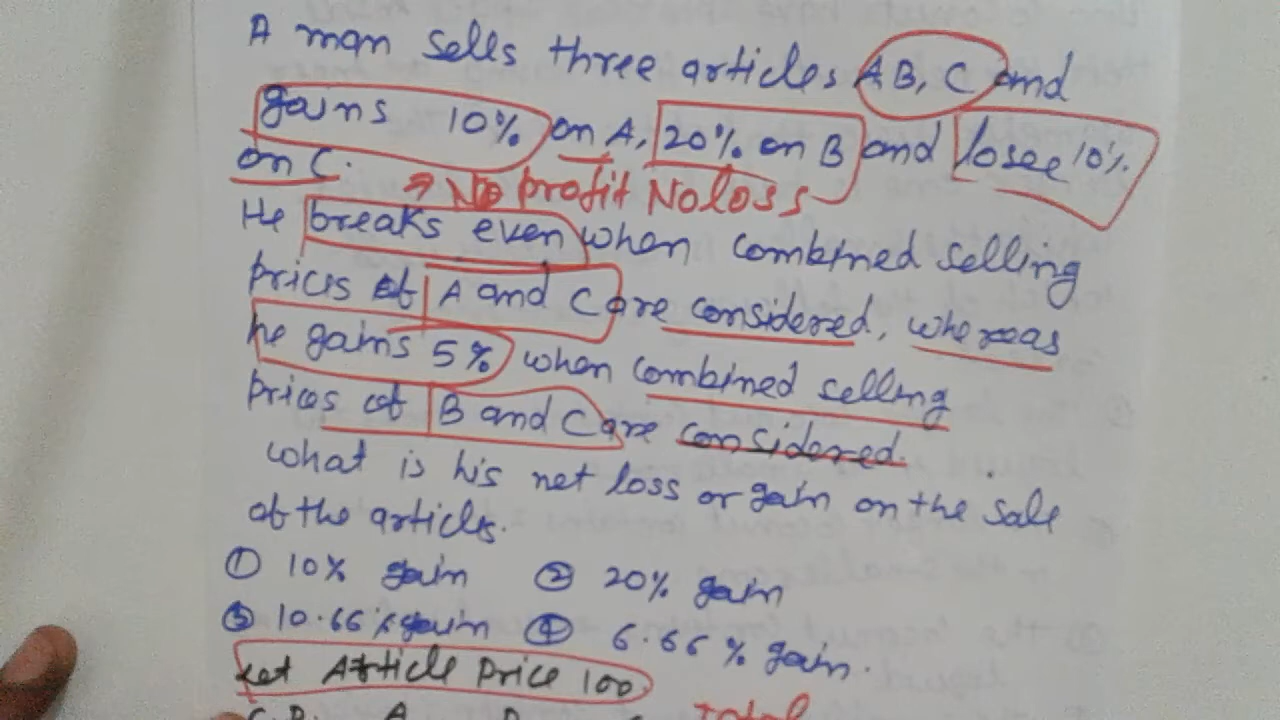 A man sells three articles A B, C and
gains 10% on A, 20% on B and losee 10%
on C.
→ No profit No loss
He breaks even when combined selling
prices of A and C are considered, whereas
he gains 5% when combined selling
prices of B and C are considered.
what is his net loss or gain on the sale
of the articles.
① 10% gain ② 20% gain
③ 10.66% gain ④ 6.66% gain.
Let Article Price 100
Total